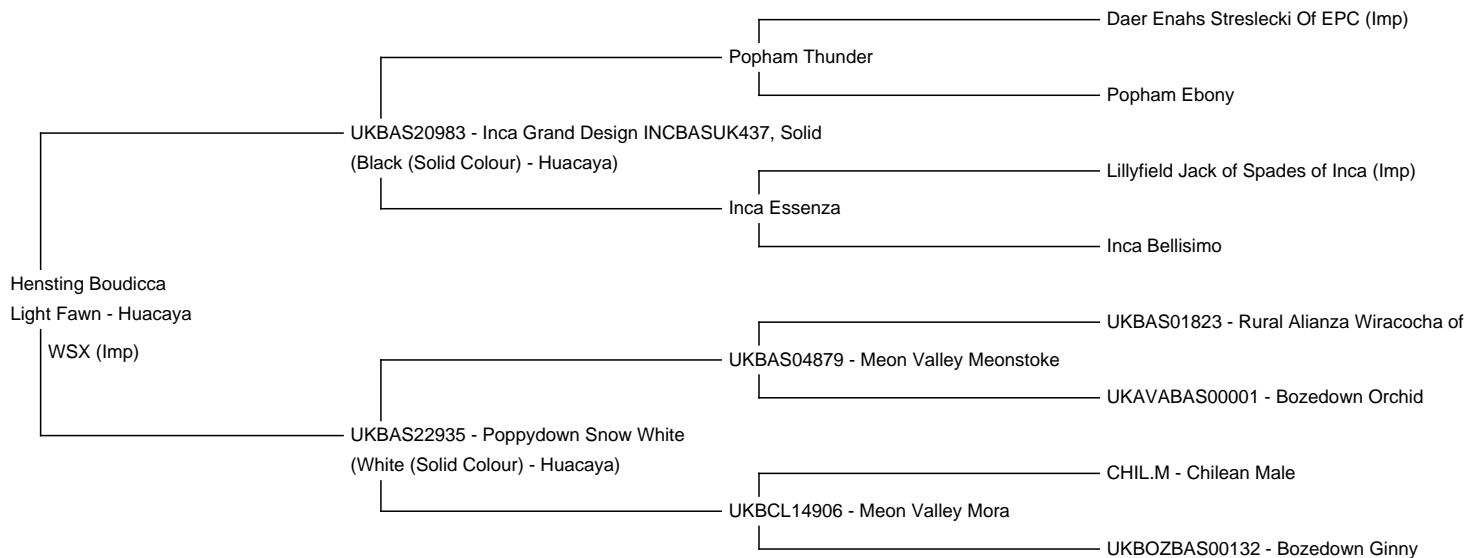 Daer Enahs Streslecki Of EPC (Imp)
Popham Thunder
Popham Ebony
UKBAS20983 - Inca Grand Design INCBASUK437, Solid
(Black (Solid Colour) - Huacaya)
Lillyfield Jack of Spades of Inca (Imp)
Inca Essenza
Inca Bellisimo
Hensting Boudicca
Light Fawn - Huacaya
WSX (Imp)
UKBAS01823 - Rural Alianza Wiracocha of
UKBAS04879 - Meon Valley Meonstoke
UKAVABAS00001 - Bozedown Orchid
UKBAS22935 - Poppydown Snow White
(White (Solid Colour) - Huacaya)
CHIL.M - Chilean Male
UKBCL14906 - Meon Valley Mora
UKBOZBAS00132 - Bozedown Ginny